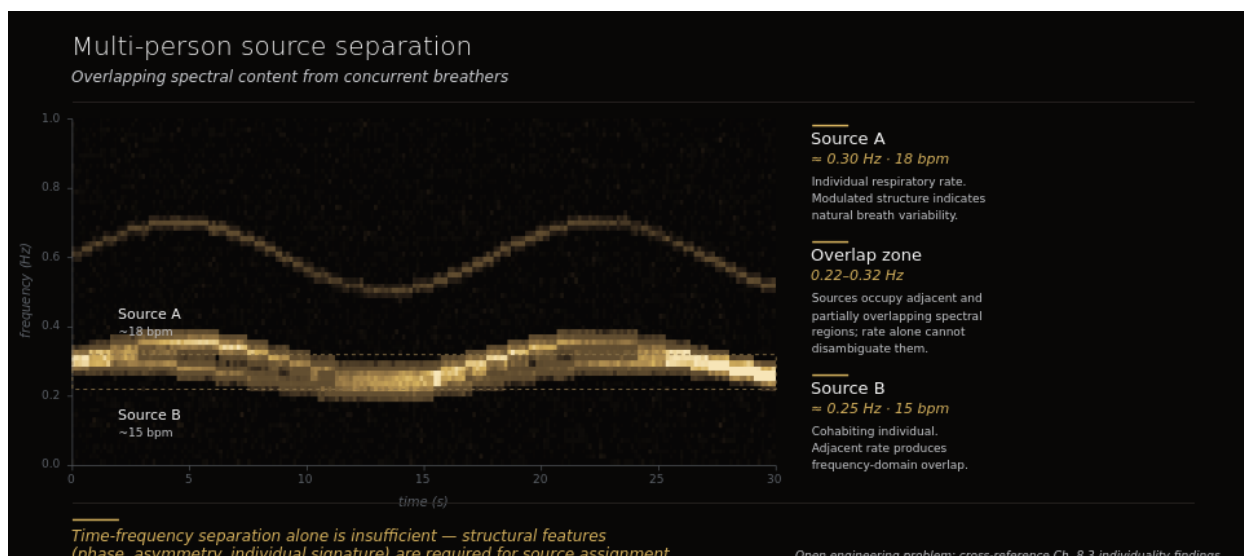 Multi-person source separation
Overlapping spectral content from concurrent breathers
1.0
0.8
0.6
0.4
0.2
0.0
frequency (Hz)
Source A
~18 bpm
Source B
~15 bpm
0 5 10 15 20 25 30
time (s)
Source A
≈ 0.30 Hz · 18 bpm
Individual respiratory rate.
Modulated structure indicates
natural breath variability.
Overlap zone
0.22–0.32 Hz
Sources occupy adjacent and
partially overlapping spectral
regions; rate alone cannot
disambiguate them.
Source B
≈ 0.25 Hz · 15 bpm
Cohabiting individual.
Adjacent rate produces
frequency-domain overlap.
Time-frequency separation alone is insufficient — structural features
(phase, asymmetry, individual signature) are required for source assignment
Open engineering problem: cross-reference Ch. 8.3 individuality findings